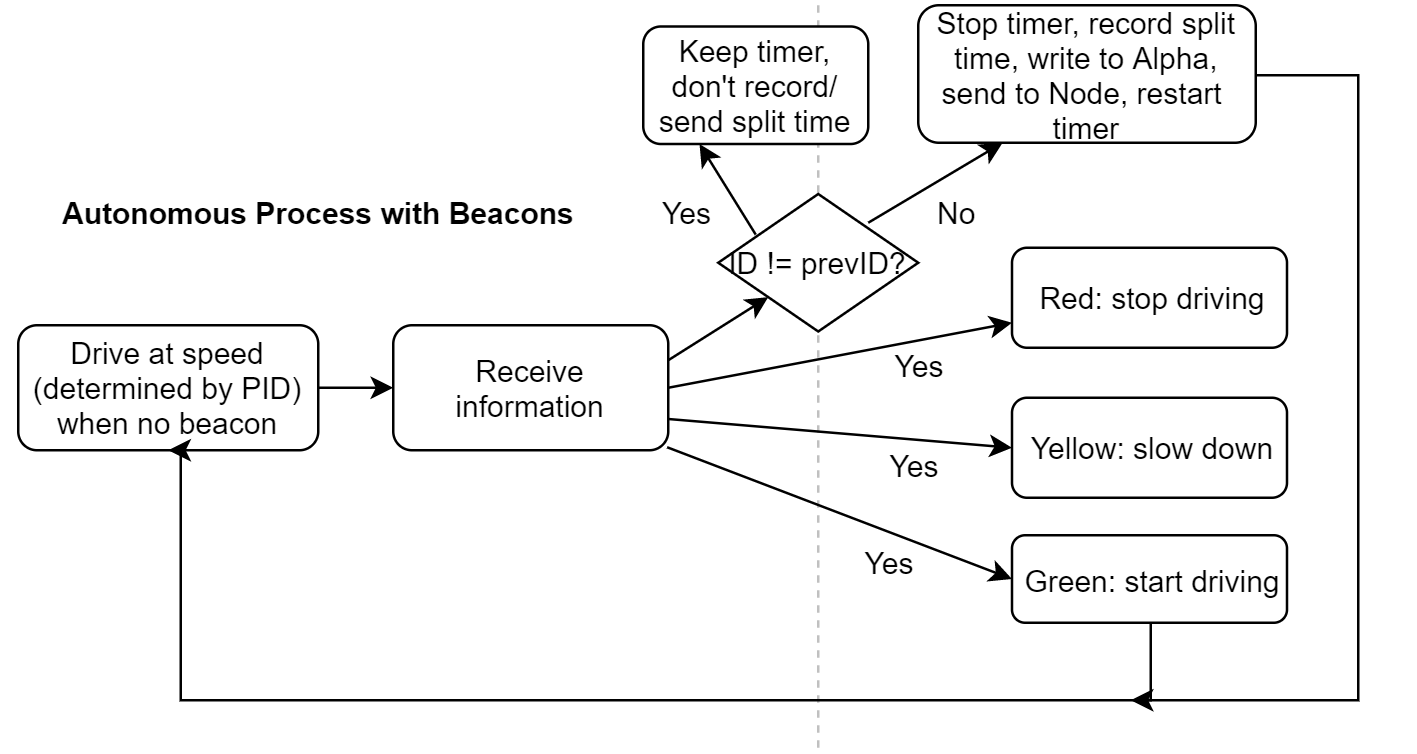 Keep timer,
don't record/
send split time
Stop timer, record split
time, write to Alpha,
send to Node, restart
timer
Autonomous Process with Beacons
Yes
No
ID != prevID?
Red: stop driving
Drive at speed
(determined by PID)
when no beacon
Receive
information
Yes
Yellow: slow down
Yes
Yes
Green: start driving